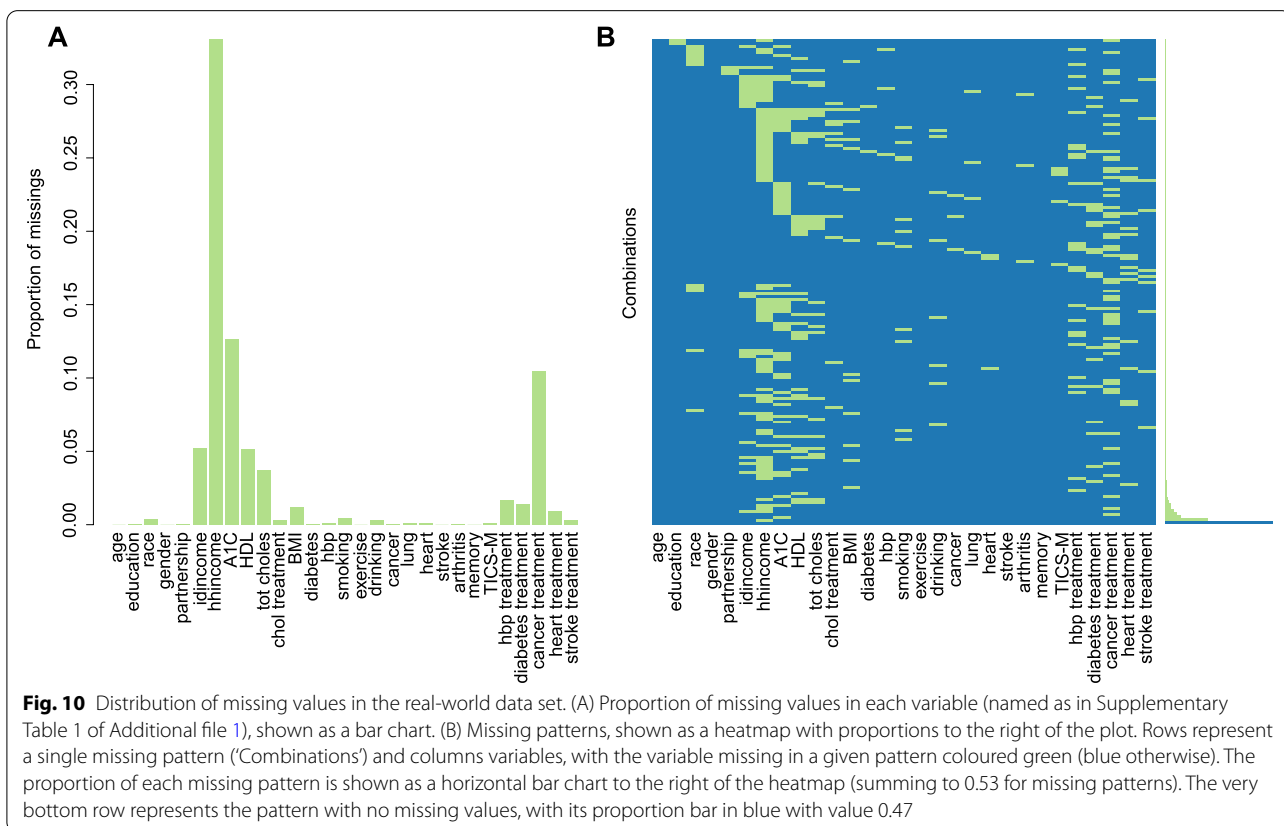 A
B
Proportion of missings
0.30
0.25
0.20
0.15
0.10
0.05
0.00
age
education
race
gender
partnership
idincome
hhincome
A1C
HDL
tot choles
chol treatment
BMI
diabetes
hbp
smoking
exercise
drinking
cancer
lung
heart
stroke
arthritis
memory
TICS-M
hbp treatment
diabetes treatment
cancer treatment
heart treatment
stroke treatment
Combinations
age
education
race
gender
partnership
idincome
hhincome
A1C
HDL
tot choles
chol treatment
BMI
diabetes
hbp
smoking
exercise
drinking
cancer
lung
heart
stroke
arthritis
memory
TICS-M
hbp treatment
diabetes treatment
cancer treatment
heart treatment
stroke treatment
Fig. 10 Distribution of missing values in the real-world data set. (A) Proportion of missing values in each variable (named as in Supplementary
Table 1 of Additional file 1), shown as a bar chart. (B) Missing patterns, shown as a heatmap with proportions to the right of the plot. Rows represent
a single missing pattern (‘Combinations’) and columns variables, with the variable missing in a given pattern coloured green (blue otherwise). The
proportion of each missing pattern is shown as a horizontal bar chart to the right of the heatmap (summing to 0.53 for missing patterns). The very
bottom row represents the pattern with no missing values, with its proportion bar in blue with value 0.47